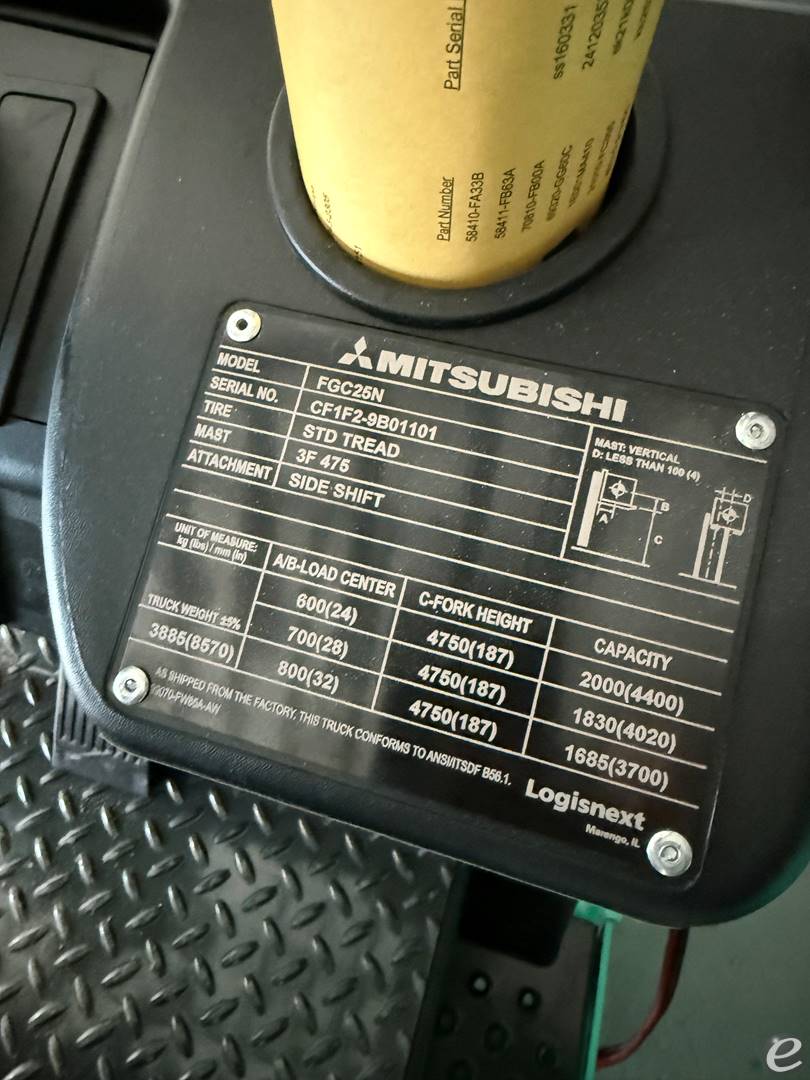 Part Serial
ss160331
Part Number
58410-FA33B
58411-FB63A
70810-FB00A
MITSUBISHI
MODEL FGC25N
SERIAL NO. CF1F2-9B01101
TIRE STD TREAD
MAST 3F 475
ATTACHMENT SIDE SHIFT
MAST: VERTICAL
D: LESS THAN 100 (4)
A
B
C
D
UNIT OF MEASURE:
kg (lbs) / mm (in)
A/B-LOAD CENTER C-FORK HEIGHT CAPACITY
600(24) 4750(187) 2000(4400)
TRUCK WEIGHT ±5% 700(28) 4750(187) 1830(4020)
3885(8570) 800(32) 4750(187) 1685(3700)
AS SHIPPED FROM THE FACTORY, THIS TRUCK CONFORMS TO ANSI/ITSDF B56.1.
Logisnext
Marengo, IL
e